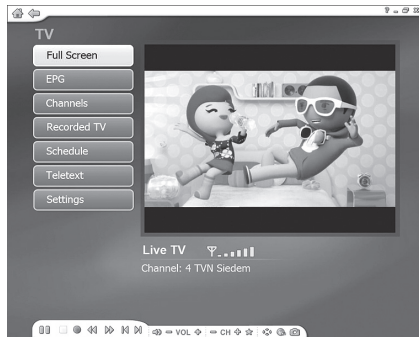 TV
Full Screen
EPG
Channels
Recorded TV
Schedule
Teletext
Settings
Live TV
Channel: 4 TVN Siedem
VOL
CH